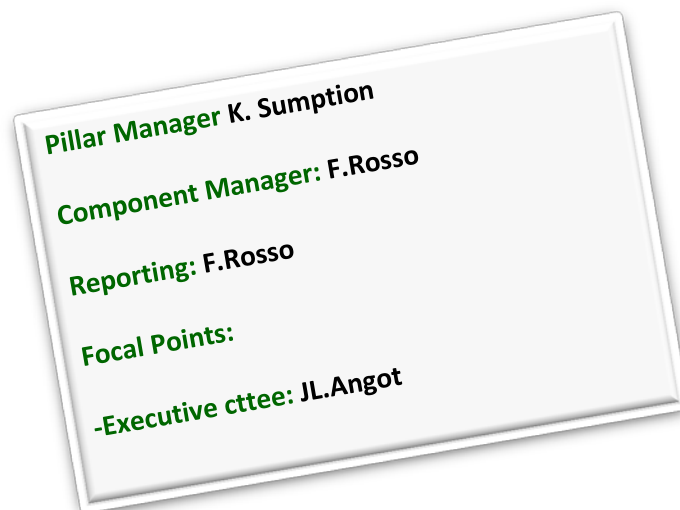 Pillar Manager K. Sumption
Component Manager: F.Rosso
Reporting: F.Rosso
Focal Points:
-Executive cttee: JL.Angot